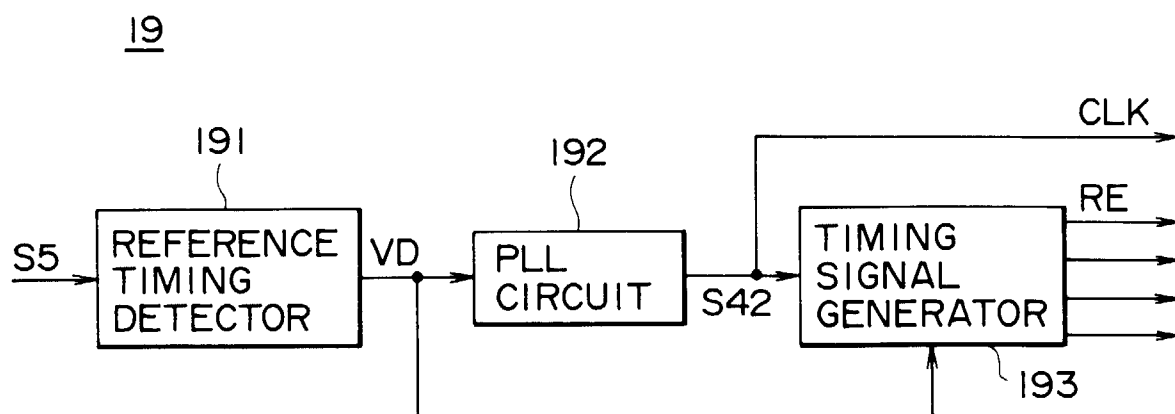 19
CLK
191
192
RE
S5
REFERENCE
TIMING
DETECTOR
VD
PLL
CIRCUIT
S42
TIMING
SIGNAL
GENERATOR
193